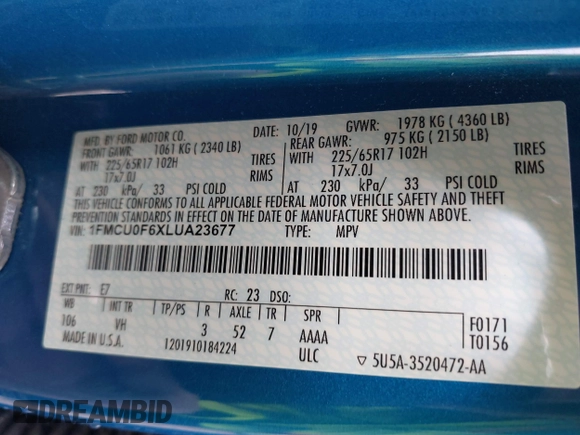 MFD. BY FORD MOTOR CO.
DATE: 10/19 GVWR: 1978 KG ( 4360 LB)
FRONT GAWR: 1061 KG ( 2340 LB)
REAR GAWR: 975 KG ( 2150 LB)
WITH 225/65R17 102H TIRES
17x7.0J
WITH 225/65R17 102H TIRES
17x7.0J
AT 230 kPa/ 33 PSI COLD
AT 230 kPa/ 33 PSI COLD
THIS VEHICLE CONFORMS TO ALL APPLICABLE FEDERAL MOTOR VEHICLE SAFETY AND THEFT
PREVENTION STANDARDS IN EFFECT ON THE DATE OF MANUFACTURE SHOWN ABOVE.
VIN: 1FMCU0F6XLUA23677 TYPE: MPV
EXT PNT: E7 RC: 23 DSO:
WB INT TR TP/PS R AXLE TR SPR
106 VH 3 52 7 AAAA
F0171
T0156
MADE IN U.S.A. 1201910184224 ULC
▽ 5U5A-3520472-AA
DREAMBID